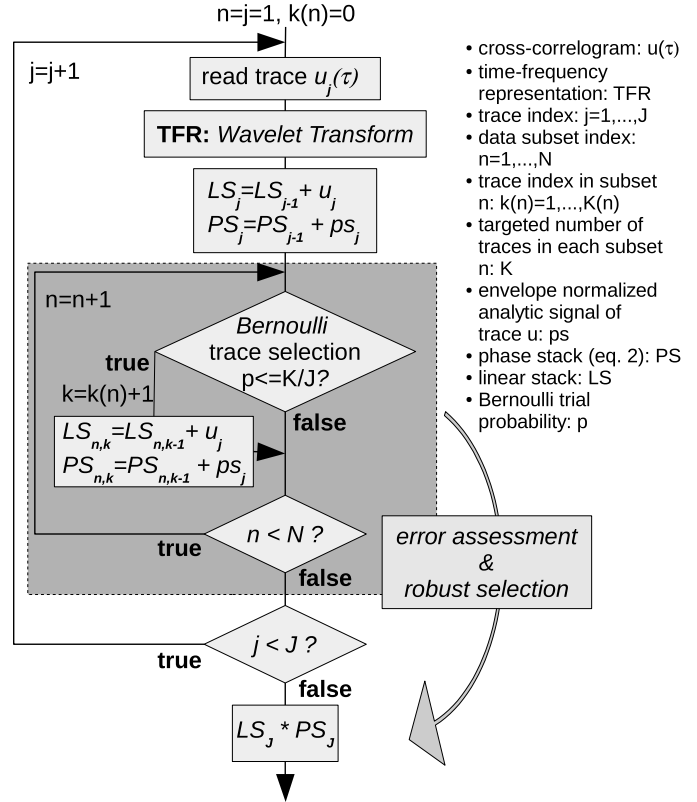 n=j=1, k(n)=0
j=j+1
read trace u_j(τ)
TFR: Wavelet Transform
LS_j=LS_j-1+ u_j
PS_j=PS_j-1 + ps_j
n=n+1
Bernoulli
trace selection
p<=K/J?
true
k=k(n)+1
false
LS_n,k=LS_n,k-1+ u_j
PS_n,k=PS_n,k-1 + ps_j
n < N ?
true
false
j < J ?
true
false
LS_J * PS_J
• cross-correlogram: u(τ)
• time-frequency
representation: TFR
• trace index: j=1,...,J
• data subset index:
n=1,...,N
• trace index in subset
n: k(n)=1,...,K(n)
• targeted number of
traces in each subset
n: K
• envelope normalized
analytic signal of
trace u: ps
• phase stack (eq. 2): PS
• linear stack: LS
• Bernoulli trial
probability: p
error assessment
&
robust selection